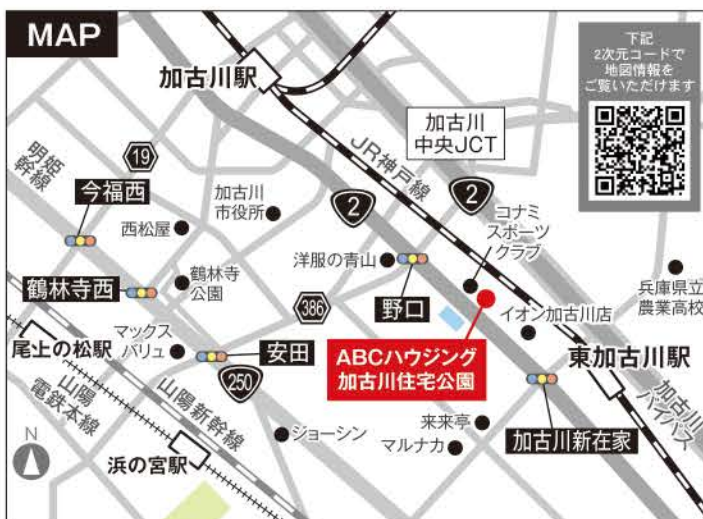 MAP
下記
2次元コードで
地図情報を
ご覧いただけます
加古川駅
加古川
中央JCT
JR神戸線
明姫
幹線
19
今福西
西松屋
加古川
市役所
2
2
コナミ
スポーツ
クラブ
洋服の青山
野口
鶴林寺西
鶴林寺
公園
386
兵庫県立
農業高校
イオン加古川店
尾上の松駅
マックス
バリュ
安田
ABCハウジング
加古川住宅公園
東加古川駅
250
山陽
電鉄本線
山陽新幹線
加古川
バイパス
来来亭
加古川新在家
ジョーシン
マルナカ
N
浜の宮駅